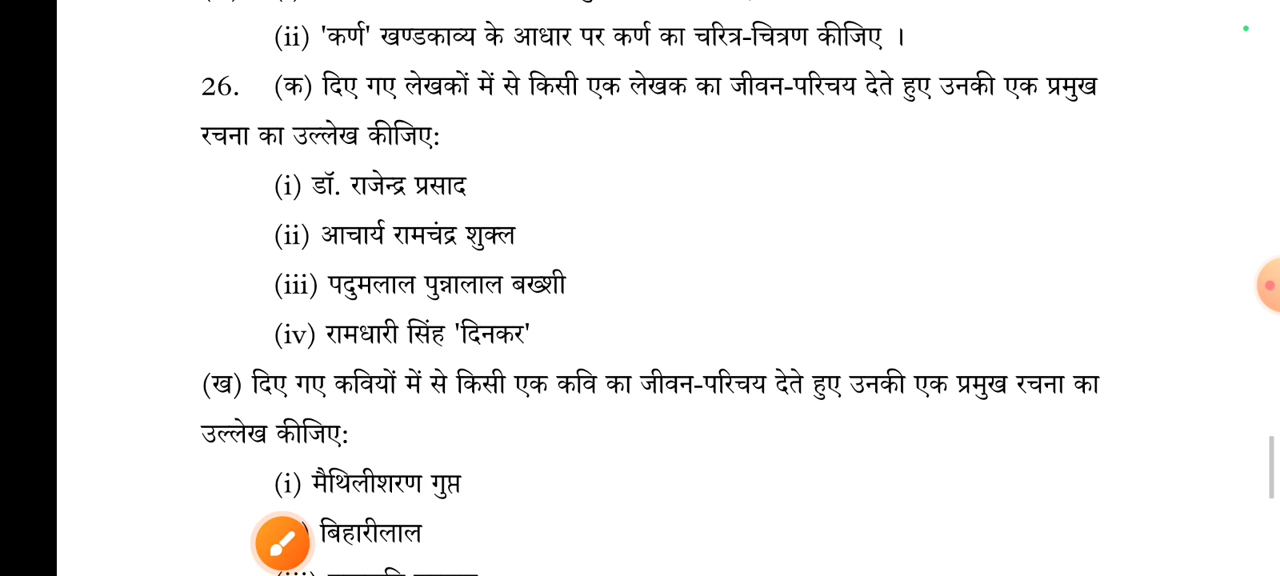 (ii) 'कर्ण' खण्डकाव्य के आधार पर कर्ण का चरित्र-चित्रण कीजिए ।
26. (क) दिए गए लेखकों में से किसी एक लेखक का जीवन-परिचय देते हुए उनकी एक प्रमुख
रचना का उल्लेख कीजिए:
(i) डॉ. राजेन्द्र प्रसाद
(ii) आचार्य रामचंद्र शुक्ल
(iii) पदुमलाल पुन्नालाल बख्शी
(iv) रामधारी सिंह 'दिनकर'
(ख) दिए गए कवियों में से किसी एक कवि का जीवन-परिचय देते हुए उनकी एक प्रमुख रचना का
उल्लेख कीजिए:
(i) मैथिलीशरण गुप्त
) बिहारीलाल